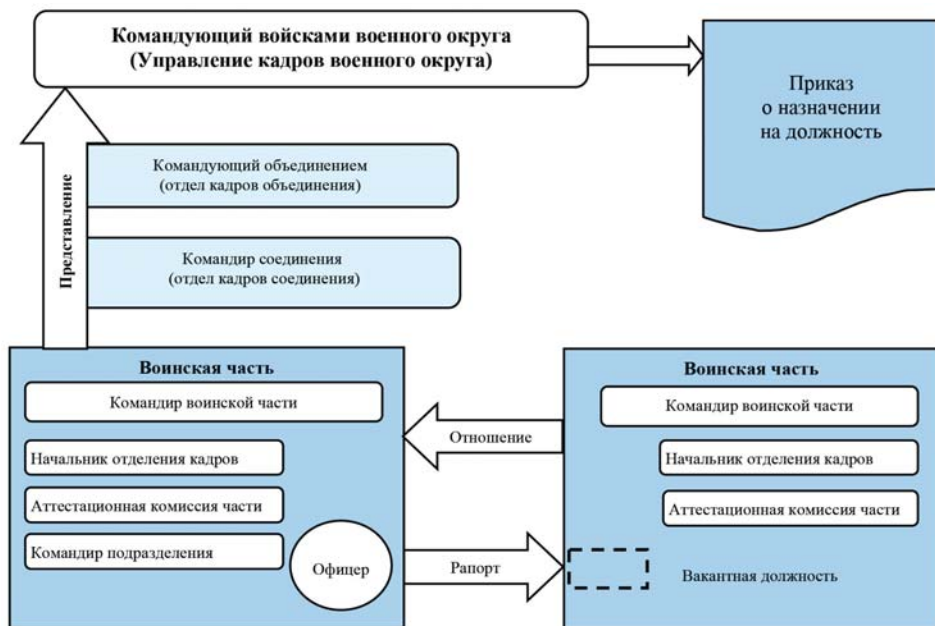 Командующий войсками военного округа
(Управление кадров военного округа)
Приказ
о назначении
на должность
Командующий объединением
(отдел кадров объединения)
Представление
Командир соединения
(отдел кадров соединения)
Воинская часть
Командир воинской части
Начальник отделения кадров
Аттестационная комиссия части
Командир подразделения
Офицер
Отношение
Рапорт
Воинская часть
Командир воинской части
Начальник отделения кадров
Аттестационная комиссия части
Вакантная должность